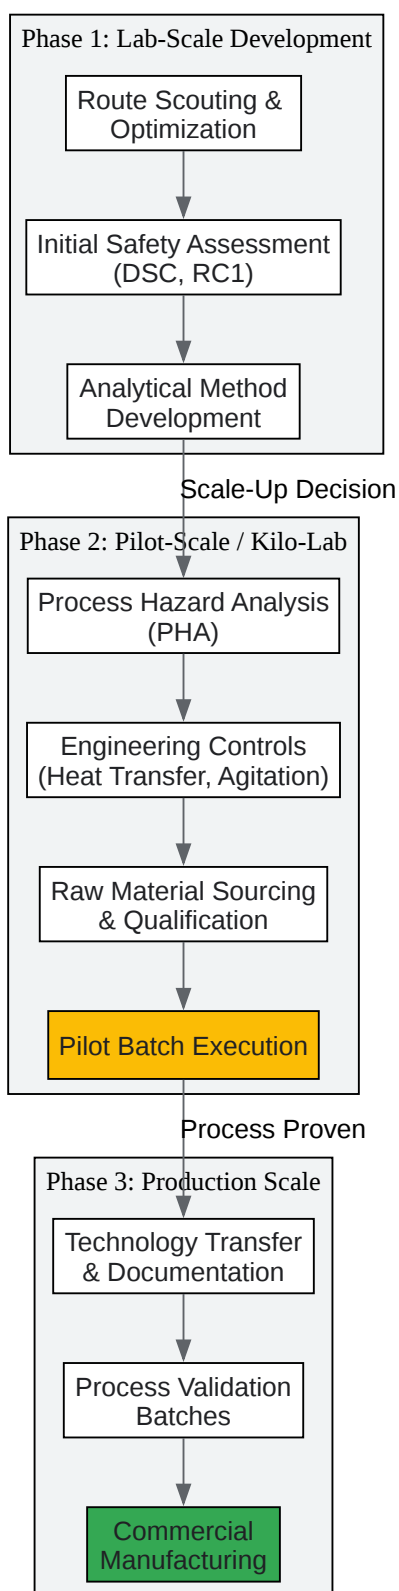 Phase 1: Lab-Scale Development
Route Scouting &
Optimization
Initial Safety Assessment
(DSC, RC1)
Analytical Method
Development
Scale-Up Decision
Phase 2: Pilot-Scale / Kilo-Lab
Process Hazard Analysis
(PHA)
Engineering Controls
(Heat Transfer, Agitation)
Raw Material Sourcing
& Qualification
Pilot Batch Execution
Process Proven
Phase 3: Production Scale
Technology Transfer
& Documentation
Process Validation
Batches
Commercial
Manufacturing